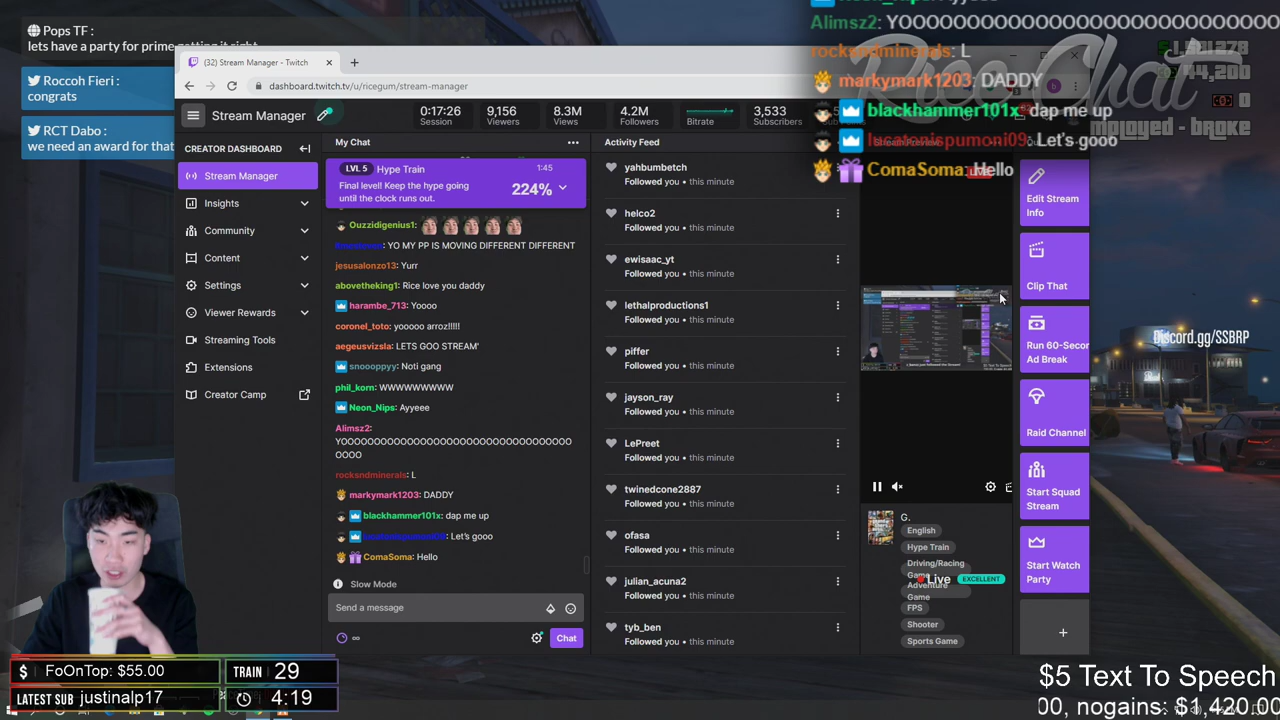 Pops TF :
lets have a party for prime getting it right
Roccoh Fieri :
congrats
RCT Dabo :
we need an award for that
Alimsz2: YOOOOOOOOOOOOOOOOOOOOOOOOOOO
rocksndminerals: L
markymark1203: DADDY
blackhammer101x: dap me up
lucatonispumoni09: Let's gooo
ComaSoma: Hello
RiceChat
nployed - broke
0
(32) Stream Manager - Twitch
dashboard.twitch.tv/u/ricegum/stream-manager
Stream Manager
0:17:26
Session
9,156
Viewers
8.3M
Views
4.2M
Followers
Bitrate
3,533
Subscribers
CREATOR DASHBOARD
Stream Manager
Insights
Community
Content
Settings
Viewer Rewards
Streaming Tools
Extensions
Creator Camp
My Chat
LVL 5 Hype Train 1:45
Final level! Keep the hype going
until the clock runs out.
224%
Ouzzidigenius1:
YO MY PP IS MOVING DIFFERENT DIFFERENT
jesusalonzo13: Yurr
abovetheking1: Rice love you daddy
harambe_713: Yoooo
coronel_toto: yooooo arroz!!!!!
aegeusvizsla: LETS GOO STREAM'
snoooppyy: Noti gang
phil_korn: WWWWWWWWW
Neon_Nips: Ayyeee
Alimsz2:
YOOOOOOOOOOOOOOOOOOOOOOOOOOOOOOOOO
OOOO
rocksndminerals: L
markymark1203: DADDY
blackhammer101x: dap me up
Let's gooo
ComaSoma: Hello
Slow Mode
Send a message
Chat
Activity Feed
yahbumbetch
Followed you • this minute
helco2
Followed you • this minute
ewisaac_yt
Followed you • this minute
lethalproductions1
Followed you • this minute
piffer
Followed you • this minute
jayson_ray
Followed you • this minute
LePreet
Followed you • this minute
twinedcone2887
Followed you • this minute
ofasa
Followed you • this minute
julian_acuna2
Followed you • this minute
tyb_ben
Followed you • this minute
G.
English
Hype Train
Driving/Racing
Game
Adventure
Game
Live EXCELLENT
FPS
Shooter
Sports Game
Edit Stream
Info
Clip That
Run 60-Secon
Ad Break
Raid Channel
Start Squad
Stream
Start Watch
Party
Discord.gg/SSBRP
$ FoOnTop: $55.00
TRAIN 29
LATEST SUB justinalp17
4:19
$5 Text To Speech
00, nogains: $1,420.00